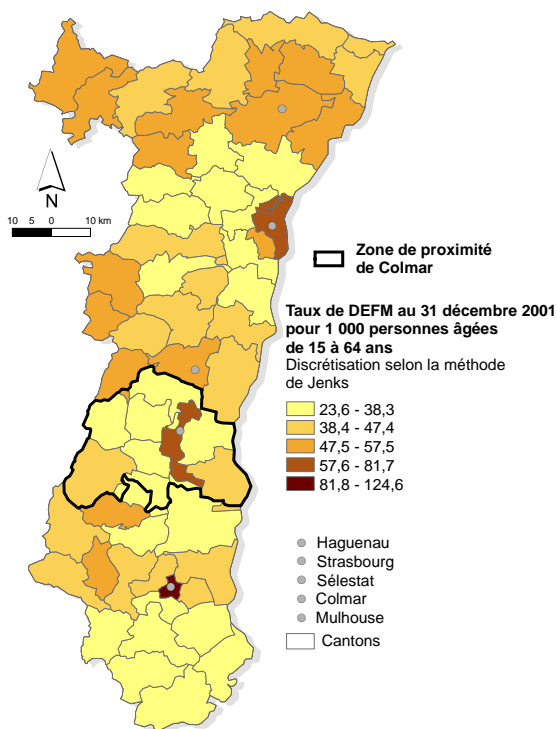 N
10 5 0 10 km
Zone de proximité
de Colmar
Taux de DEFM au 31 décembre 2001
pour 1 000 personnes âgées
de 15 à 64 ans
Discrétisation selon la méthode
de Jenks
23,6 - 38,3
38,4 - 47,4
47,5 - 57,5
57,6 - 81,7
81,8 - 124,6
Haguenau
Strasbourg
Sélestat
Colmar
Mulhouse
Cantons